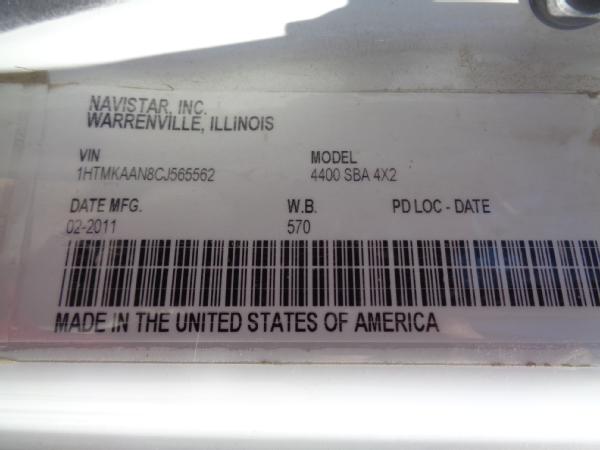 NAVISTAR, INC.
WARRENVILLE, ILLINOIS
VIN MODEL
1HTMKAAN8CJ565562 4400 SBA 4X2
DATE MFG. W.B. PD LOC - DATE
02-2011 570
MADE IN THE UNITED STATES OF AMERICA